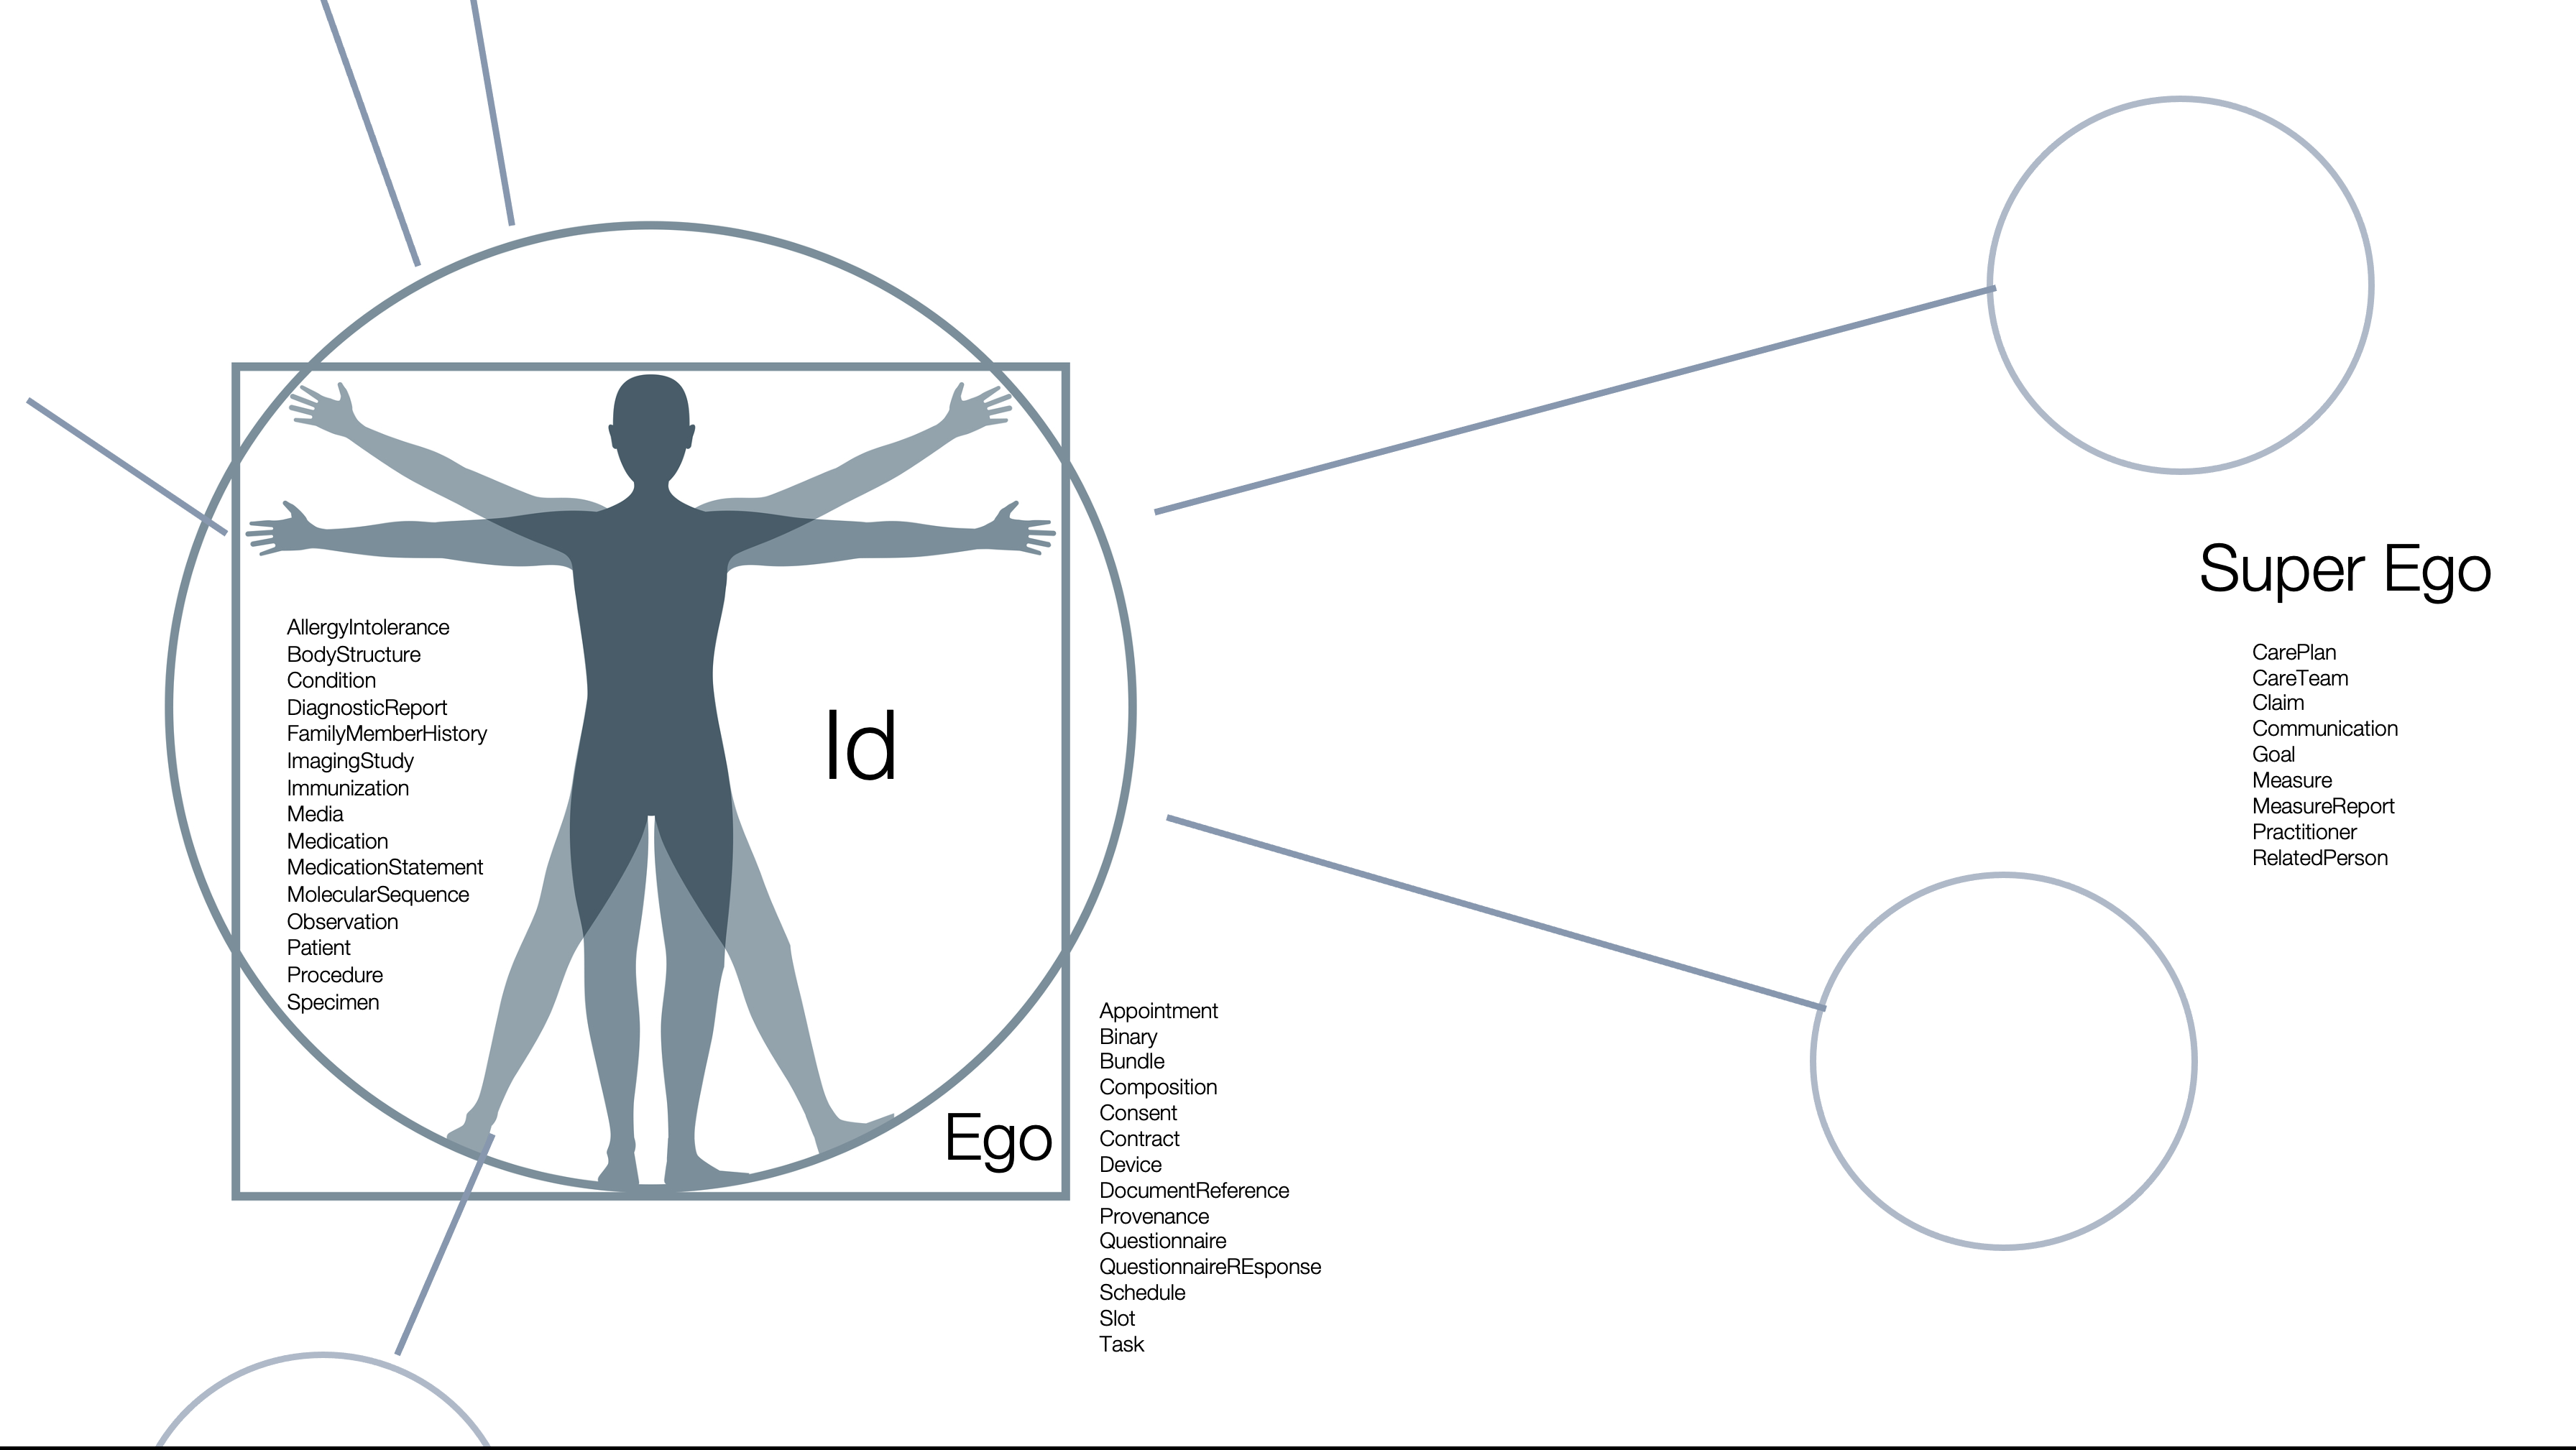 Super Ego
AllergyIntolerance
BodyStructure
Condition
DiagnosticReport
FamilyMemberHistory
ImagingStudy
Immunization
Media
Medication
MedicationStatement
MolecularSequence
Observation
Patient
Procedure
Specimen
Id
CarePlan
CareTeam
Claim
Communication
Goal
Measure
MeasureReport
Practitioner
RelatedPerson
Ego
Appointment
Binary
Bundle
Composition
Consent
Contract
Device
DocumentReference
Provenance
Questionnaire
QuestionnaireREsponse
Schedule
Slot
Task